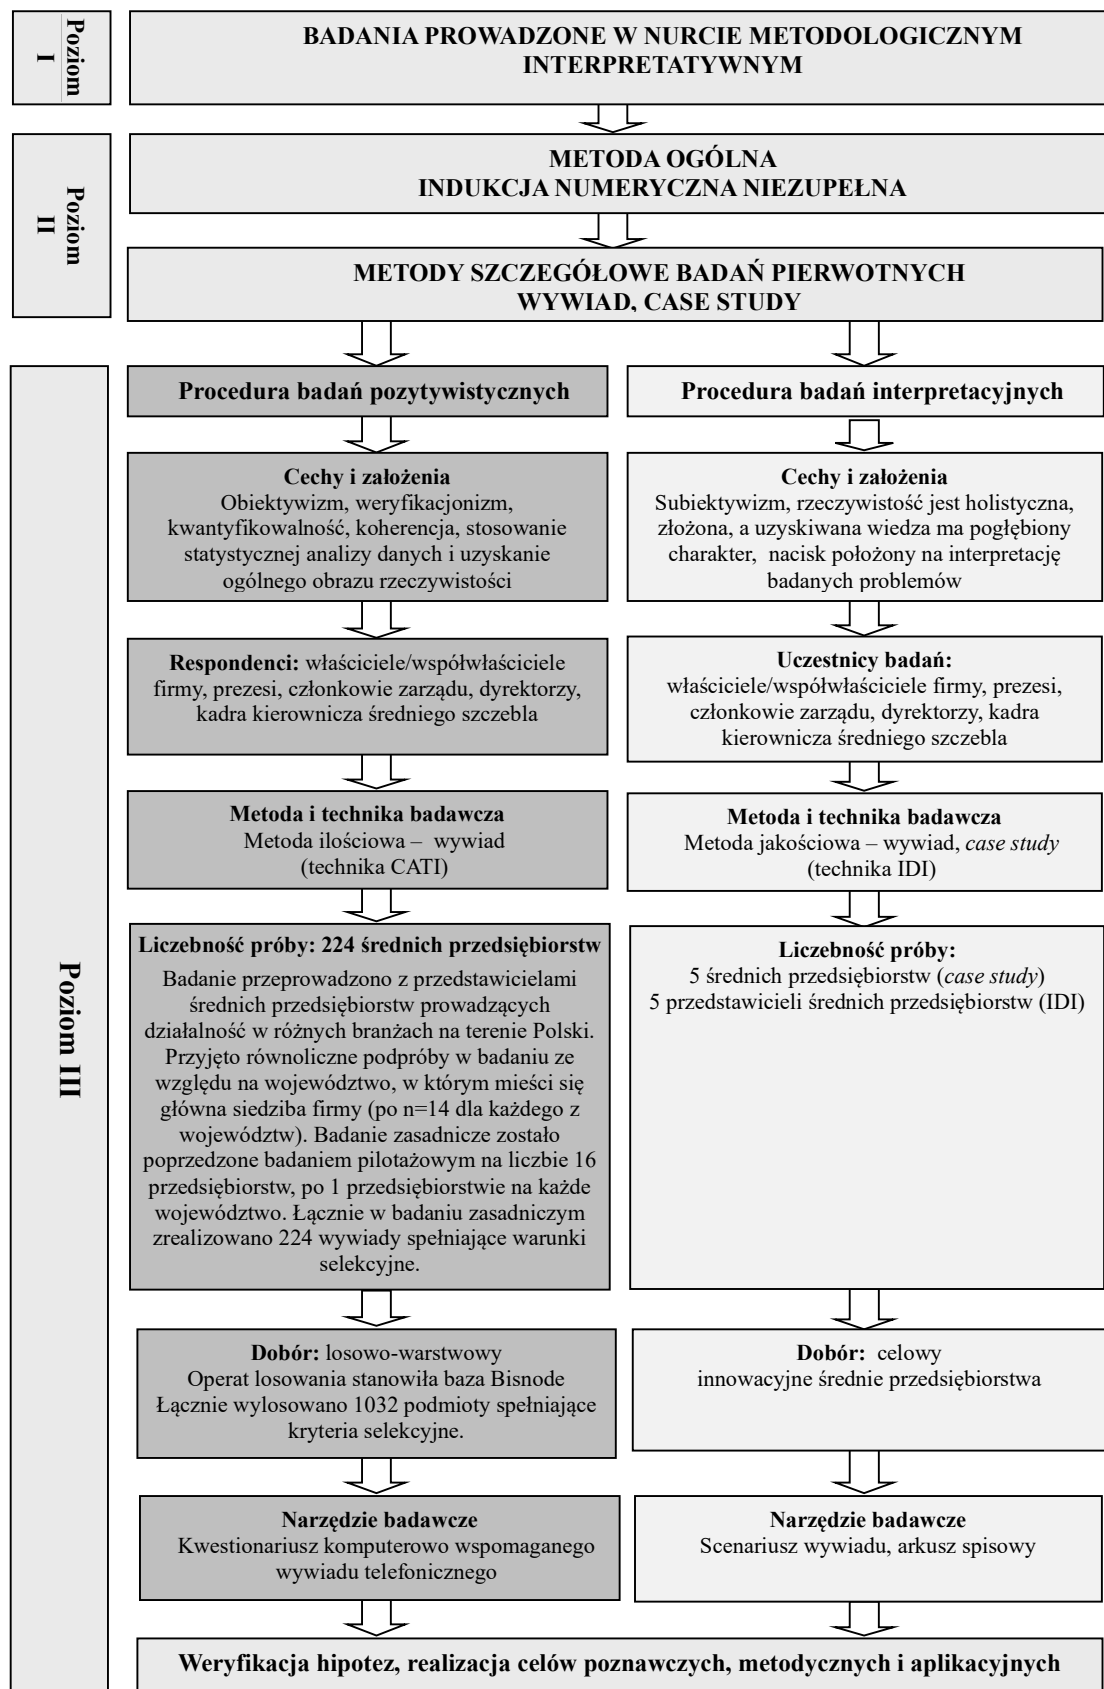 Poziom
I
BADANIA PROWADZONE W NURCIE METODOLOGICZNYM
INTERPRETATYWNYM
Poziom
II
METODA OGÓLNA
INDUKCJA NUMERYCZNA NIEZUPEŁNA
METODY SZCZEGÓŁOWE BADAŃ PIERWOTNYCH
WYWIAD, CASE STUDY
Poziom III
Procedura badań pozytywistycznych
Cechy i założenia
Obiektywizm, weryfikacjonizm,
kwantyfikowalność, koherencja, stosowanie
statystycznej analizy danych i uzyskanie
ogólnego obrazu rzeczywistości
Respondenci: właściciele/współwłaściciele
firmy, prezesi, członkowie zarządu, dyrektorzy,
kadra kierownicza średniego szczebla
Metoda i technika badawcza
Metoda ilościowa – wywiad
(technika CATI)
Liczebność próby: 224 średnich przedsiębiorstw
Badanie przeprowadzono z przedstawicielami
średnich przedsiębiorstw prowadzących
działalność w różnych branżach na terenie Polski.
Przyjęto równoliczne podpróby w badaniu ze
względu na województwo, w którym mieści się
główna siedziba firmy (po n=14 dla każdego z
województw). Badanie zasadnicze zostało
poprzedzone badaniem pilotażowym na liczbie 16
przedsiębiorstw, po 1 przedsiębiorstwie na każde
województwo. Łącznie w badaniu zasadniczym
zrealizowano 224 wywiady spełniające warunki
selekcyjne.
Dobór: losowo-warstwowy
Operat losowania stanowiła baza Bisnode
Łącznie wylosowano 1032 podmioty spełniające
kryteria selekcyjne.
Narzędzie badawcze
Kwestionariusz komputerowo wspomaganego
wywiadu telefonicznego
Procedura badań interpretacyjnych
Cechy i założenia
Subiektywizm, rzeczywistość jest holistyczna,
złożona, a uzyskiwana wiedza ma pogłębiony
charakter, nacisk położony na interpretację
badanych problemów
Uczestnicy badań:
właściciele/współwłaściciele firmy, prezesi,
członkowie zarządu, dyrektorzy, kadra
kierownicza średniego szczebla
Metoda i technika badawcza
Metoda jakościowa – wywiad, case study
(technika IDI)
Liczebność próby:
5 średnich przedsiębiorstw (case study)
5 przedstawicieli średnich przedsiębiorstw (IDI)
Dobór: celowy
innowacyjne średnie przedsiębiorstwa
Narzędzie badawcze
Scenariusz wywiadu, arkusz spisowy
Weryfikacja hipotez, realizacja celów poznawczych, metodycznych i aplikacyjnych